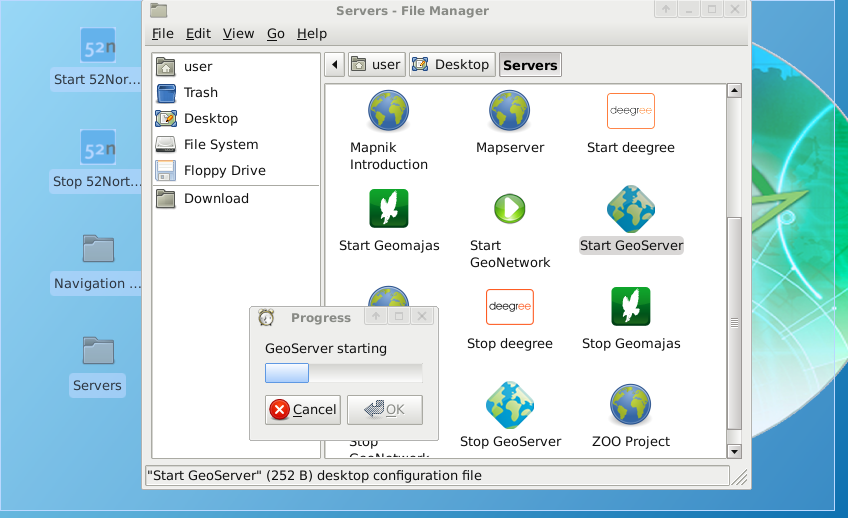 Servers - File Manager
File Edit View Go Help
52n
Start 52Nor...
52n
Stop 52Nort...
Navigation ...
Servers
user
Trash
Desktop
File System
Floppy Drive
Download
user Desktop Servers
Mapnik
Introduction
Mapserver
deegree
Start deegree
Start Geomajas
Start
GeoNetwork
Start GeoServer
deegree
Stop deegree
Stop Geomajas
Stop
GeoNetwork
Stop GeoServer
ZOO Project
Progress
GeoServer starting
Cancel OK
"Start GeoServer" (252 B) desktop configuration file